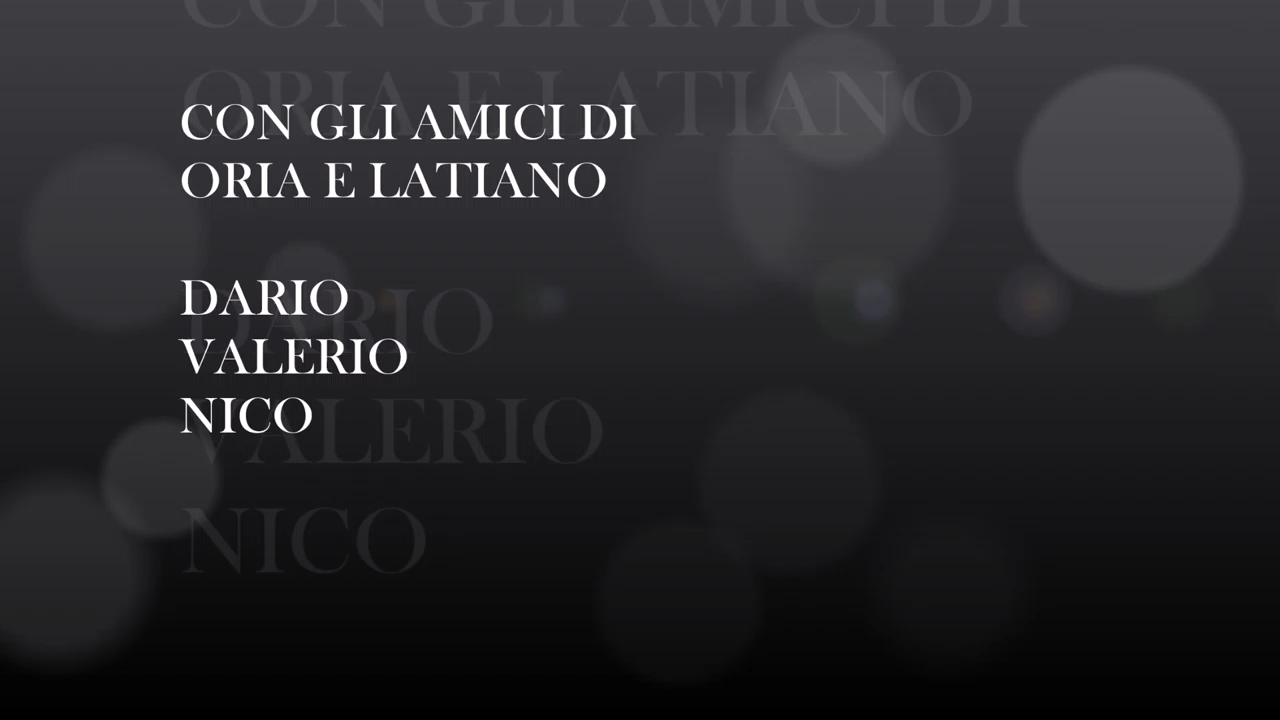 CON GLI AMICI DI
ORIA E LATIANO
DARIO
VALERIO
NICO